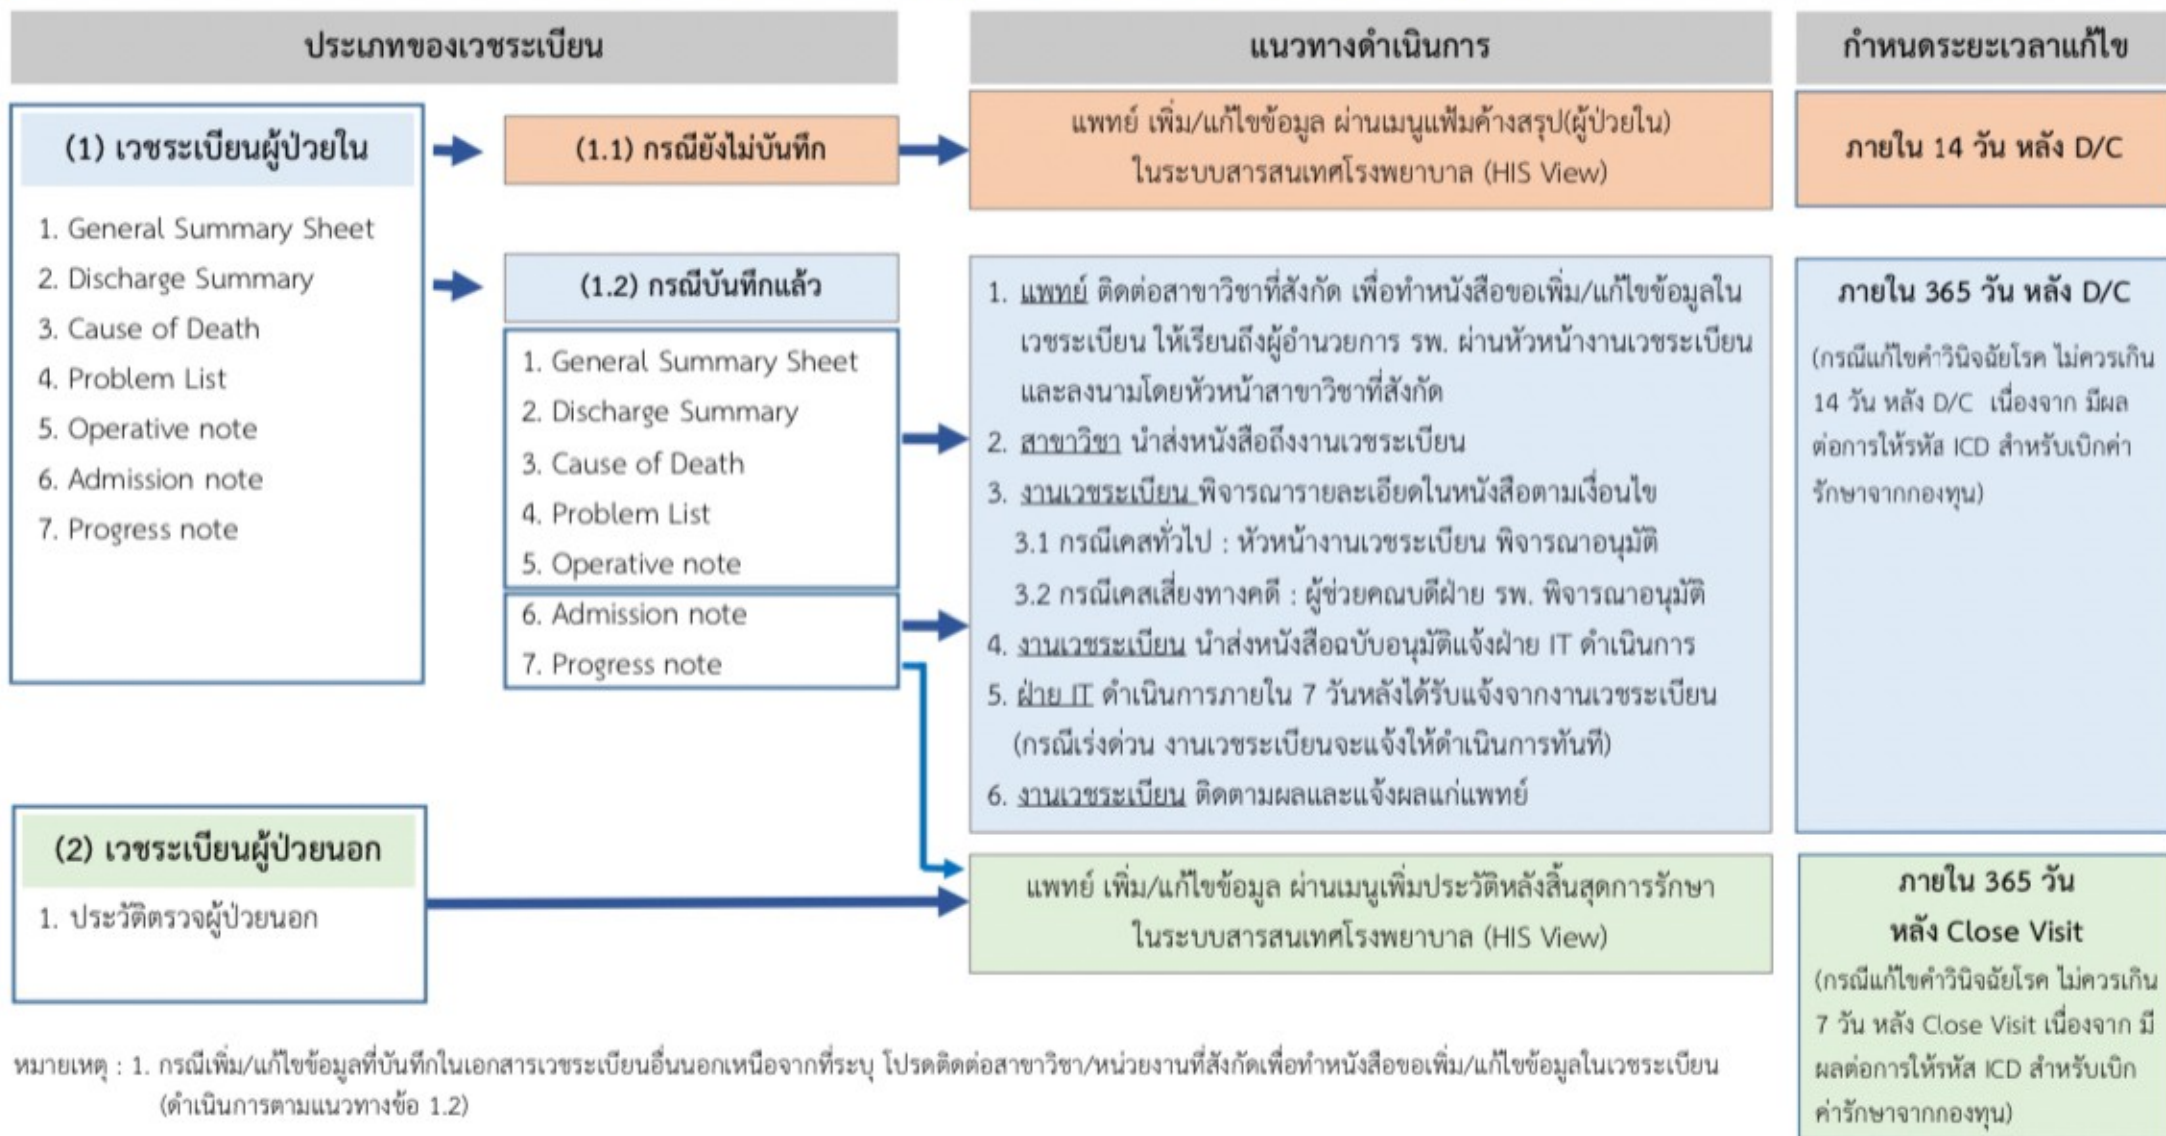 ประเภทของเวชระเบียน
แนวทางดำเนินการ
กำหนดระยะเวลาแก้ไข
(1) เวชระเบียนผู้ป่วยใน
1. General Summary Sheet
2. Discharge Summary
3. Cause of Death
4. Problem List
5. Operative note
6. Admission note
7. Progress note
(1.1) กรณียังไม่บันทึก
แพทย์ เพิ่ม/แก้ไขข้อมูล ผ่านเมนูแฟ้มค้างสรุป(ผู้ป่วยใน)
ในระบบสารสนเทศโรงพยาบาล (HIS View)
ภายใน 14 วัน หลัง D/C
(1.2) กรณีบันทึกแล้ว
1. General Summary Sheet
2. Discharge Summary
3. Cause of Death
4. Problem List
5. Operative note
6. Admission note
7. Progress note
1. แพทย์ ติดต่อสาขาวิชาที่สังกัด เพื่อทำหนังสือขอเพิ่ม/แก้ไขข้อมูลใน
เวชระเบียน ให้เรียนถึงผู้อำนวยการ รพ. ผ่านหัวหน้างานเวชระเบียน
และลงนามโดยหัวหน้าสาขาวิชาที่สังกัด
2. สาขาวิชา นำส่งหนังสือถึงงานเวชระเบียน
3. งานเวชระเบียน พิจารณารายละเอียดในหนังสือตามเงื่อนไข
3.1 กรณีเคสทั่วไป : หัวหน้างานเวชระเบียน พิจารณาอนุมัติ
3.2 กรณีเคสเสี่ยงทางคดี : ผู้ช่วยคณบดีฝ่าย รพ. พิจารณาอนุมัติ
4. งานเวชระเบียน นำส่งหนังสือฉบับอนุมัติแจ้งฝ่าย IT ดำเนินการ
5. ฝ่าย IT ดำเนินการภายใน 7 วันหลังได้รับแจ้งจากงานเวชระเบียน
(กรณีเร่งด่วน งานเวชระเบียนจะแจ้งให้ดำเนินการทันที)
6. งานเวชระเบียน ติดตามผลและแจ้งผลแก่แพทย์
ภายใน 365 วัน หลัง D/C
(กรณีแก้ไขคำวินิจฉัยโรค ไม่ควรเกิน
14 วัน หลัง D/C เนื่องจาก มีผล
ต่อการให้รหัส ICD สำหรับเบิกค่า
รักษาจากกองทุน)
(2) เวชระเบียนผู้ป่วยนอก
1. ประวัติตรวจผู้ป่วยนอก
แพทย์ เพิ่ม/แก้ไขข้อมูล ผ่านเมนูเพิ่มประวัติหลังสิ้นสุดการรักษา
ในระบบสารสนเทศโรงพยาบาล (HIS View)
ภายใน 365 วัน
หลัง Close Visit
(กรณีแก้ไขคำวินิจฉัยโรค ไม่ควรเกิน
7 วัน หลัง Close Visit เนื่องจาก มี
ผลต่อการให้รหัส ICD สำหรับเบิก
ค่ารักษาจากกองทุน)
หมายเหตุ : 1. กรณีเพิ่ม/แก้ไขข้อมูลที่บันทึกในเอกสารเวชระเบียนอื่นนอกเหนือจากที่ระบุ โปรดติดต่อสาขาวิชา/หน่วยงานที่สังกัดเพื่อทำหนังสือขอเพิ่ม/แก้ไขข้อมูลในเวชระเบียน
(ดำเนินการตามแนวทางข้อ 1.2)